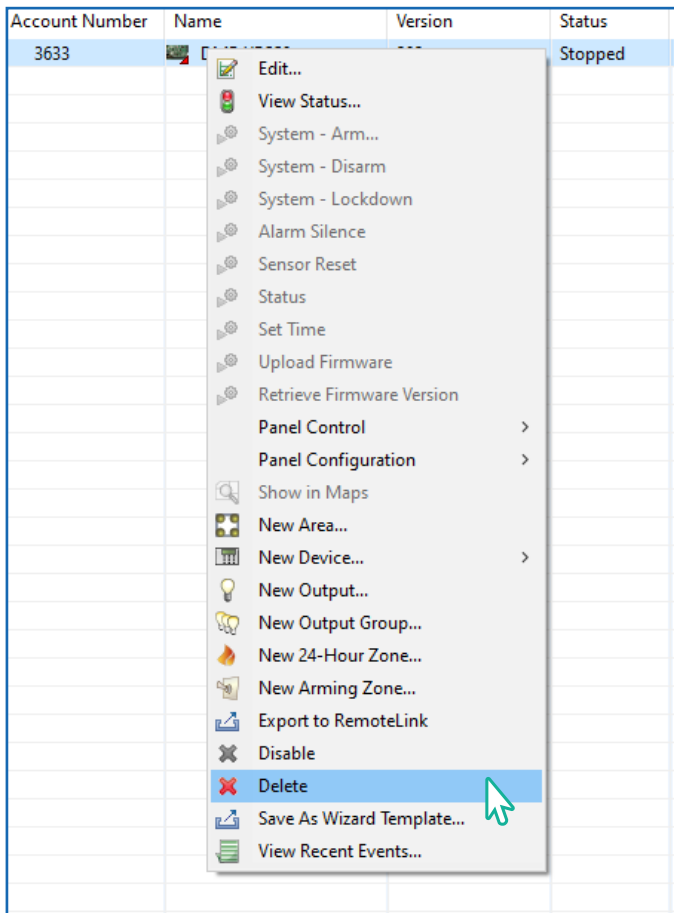 Account Number Name Version Status
3633 Stopped
Edit...
View Status...
System - Arm...
System - Disarm
System - Lockdown
Alarm Silence
Sensor Reset
Status
Set Time
Upload Firmware
Retrieve Firmware Version
Panel Control
Panel Configuration
Show in Maps
New Area...
New Device...
New Output...
New Output Group...
New 24-Hour Zone...
New Arming Zone...
Export to RemoteLink
Disable
Delete
Save As Wizard Template...
View Recent Events...